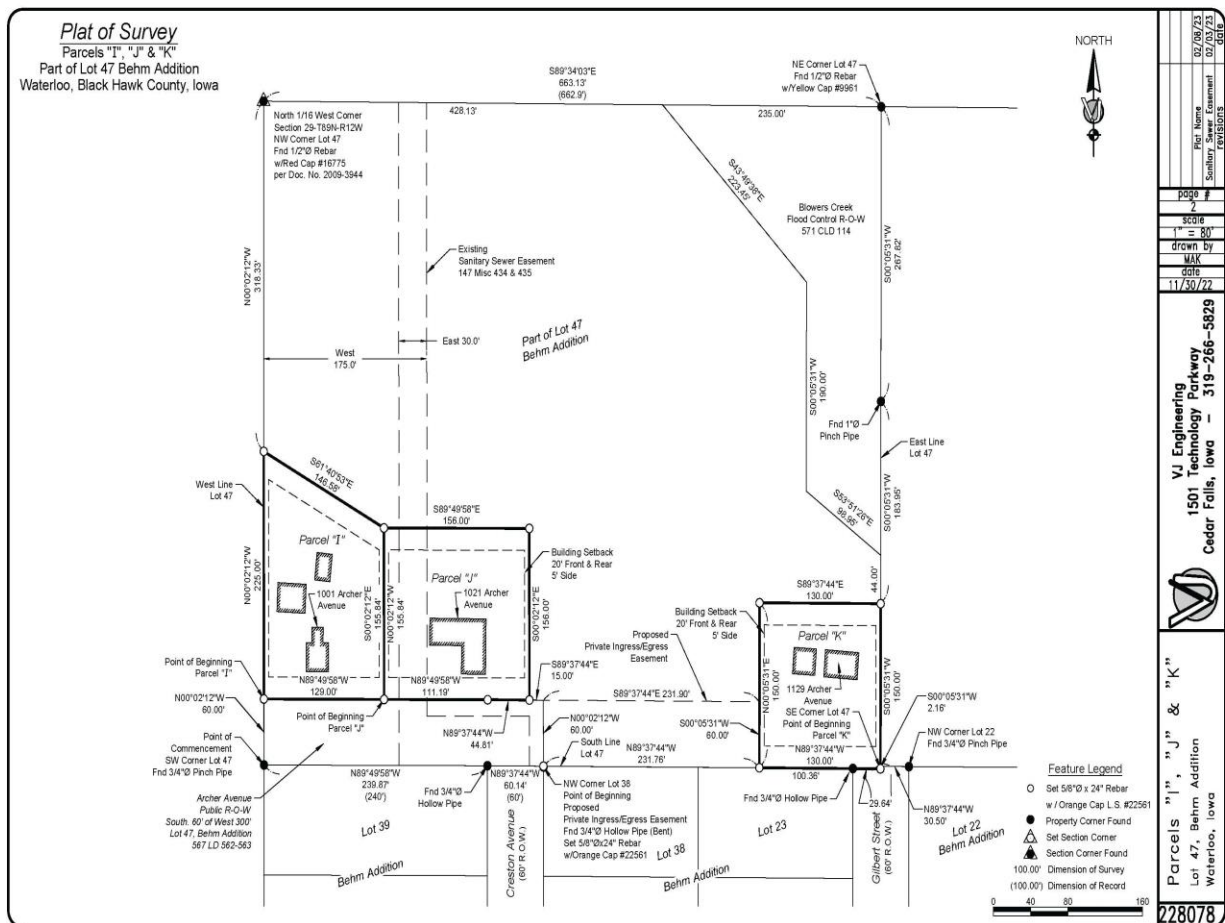 Plat of Survey
Parcels "I", "J" & "K"
Part of Lot 47 Behm Addition
Waterloo, Black Hawk County, Iowa
North 1/16 West Corner
Section 29-T89N-R12W
NW Corner Lot 47
Fnd 1/2"Ø Rebar
w/Red Cap #16775
per Doc. No. 2009-3944
S89°34'03"E
663.13'
(662.9')
428.13'
235.00'
NE Corner Lot 47
Fnd 1/2"Ø Rebar
w/Yellow Cap #9961
NORTH
N00°02'12"W
318.33'
Existing
Sanitary Sewer Easement
147 Misc 434 & 435
East 30.0'
West
175.0'
Part of Lot 47
Behm Addition
S43°49'38"E
223.45'
Blowers Creek
Flood Control R-O-W
571 CLD 114
S00°05'31"W
267.82'
S00°05'31"W
190.00'
Fnd 1"Ø
Pinch Pipe
East Line
Lot 47
S53°51'26"E
98.95'
S00°05'31"W
183.95'
44.00'
West Line
Lot 47
S61°40'53"E
146.58'
N00°02'12"W
225.00'
Parcel "I"
1001 Archer
Avenue
S00°02'12"E
155.84'
N89°49'58"W
129.00'
S89°49'58"E
156.00'
N00°02'12"W
155.84'
Parcel "J"
1021 Archer
Avenue
S00°02'12"E
156.00'
N89°49'58"W
111.19'
Building Setback
20' Front & Rear
5' Side
S89°37'44"E
15.00'
N89°37'44"W
44.81'
Point of Beginning
Parcel "I"
Point of Beginning
Parcel "J"
N00°02'12"W
60.00'
Point of
Commencement
SW Corner Lot 47
Fnd 3/4"Ø Pinch Pipe
Archer Avenue
Public R-O-W
South. 60' of West 300'
Lot 47, Behm Addition
567 LD 562-563
N89°49'58"W
239.87'
(240')
Fnd 3/4"Ø
Hollow Pipe
N89°37'44"W
60.14'
(60')
N00°02'12"W
60.00'
South Line
Lot 47
S89°37'44"E 231.90'
Proposed
Private Ingress/Egress
Easement
S00°05'31"W
60.00'
N89°37'44"W
231.76'
NW Corner Lot 38
Point of Beginning
Proposed
Private Ingress/Egress Easement
Fnd 3/4"Ø Hollow Pipe (Bent)
Set 5/8"Øx24" Rebar
w/Orange Cap #22561
Building Setback
20' Front & Rear
5' Side
S89°37'44"E
130.00'
N00°05'31"E
150.00'
Parcel "K"
1129 Archer
Avenue
SE Corner Lot 47
Point of Beginning
Parcel "K"
N89°37'44"W
130.00'
100.36'
S00°05'31"W
150.00'
S00°05'31"W
2.16'
NW Corner Lot 22
Fnd 3/4"Ø Pinch Pipe
Fnd 3/4"Ø Hollow Pipe
29.64'
N89°37'44"W
30.50'
Lot 39
Behm Addition
Creston Avenue
(60' R.O.W.)
Lot 38
Behm Addition
Lot 23
Gilbert Street
(60' R.O.W.)
Lot 22
Behm Addition
Feature Legend
Set 5/8"Ø x 24" Rebar
w / Orange Cap L.S. #22561
Property Corner Found
Set Section Corner
Section Corner Found
100.00' Dimension of Survey
(100.00') Dimension of Record
0 40 80 160
Plat Name 02/08/23
Sanitary Sewer Easement 02/03/23
revisions date
page #
2
scale
1" = 80'
drawn by
MAK
date
11/30/22
VJ Engineering
1501 Technology Parkway
Cedar Falls, Iowa - 319-266-5829
VJ
Parcels "I", "J" & "K"
Lot 47, Behm Addition
Waterloo, Iowa
228078